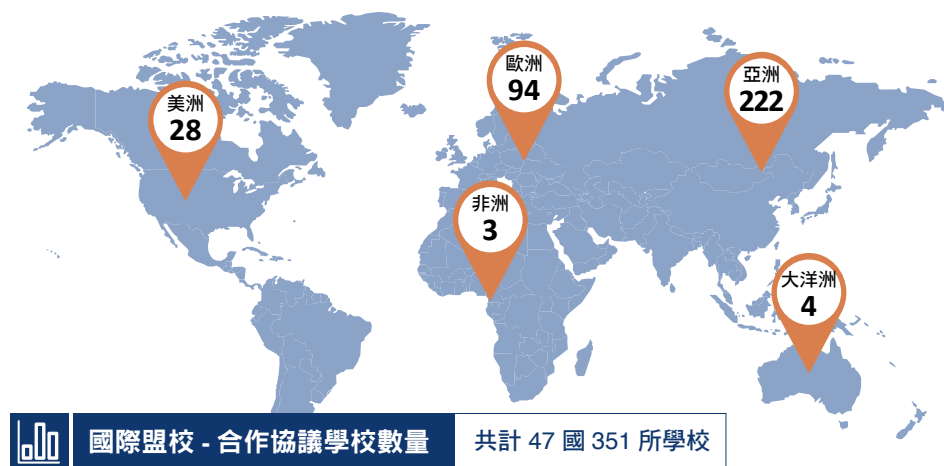 歐洲
94
亞洲
222
美洲
28
非洲
3
大洋洲
4
國際盟校 - 合作協議學校數量
共計 47 國 351 所學校